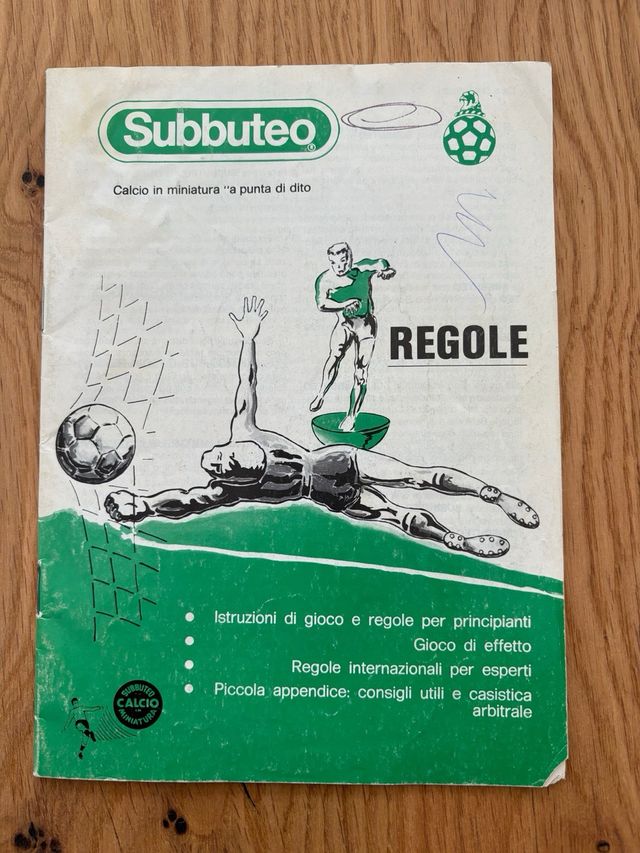 Subbuteo®
Calcio in miniatura "a punta di dito
REGOLE
• Istruzioni di gioco e regole per principianti
• Gioco di effetto
• Regole internazionali per esperti
• Piccola appendice: consigli utili e casistica
arbitrale
SUBBUTEO
CALCIO
IN
MINIATURA